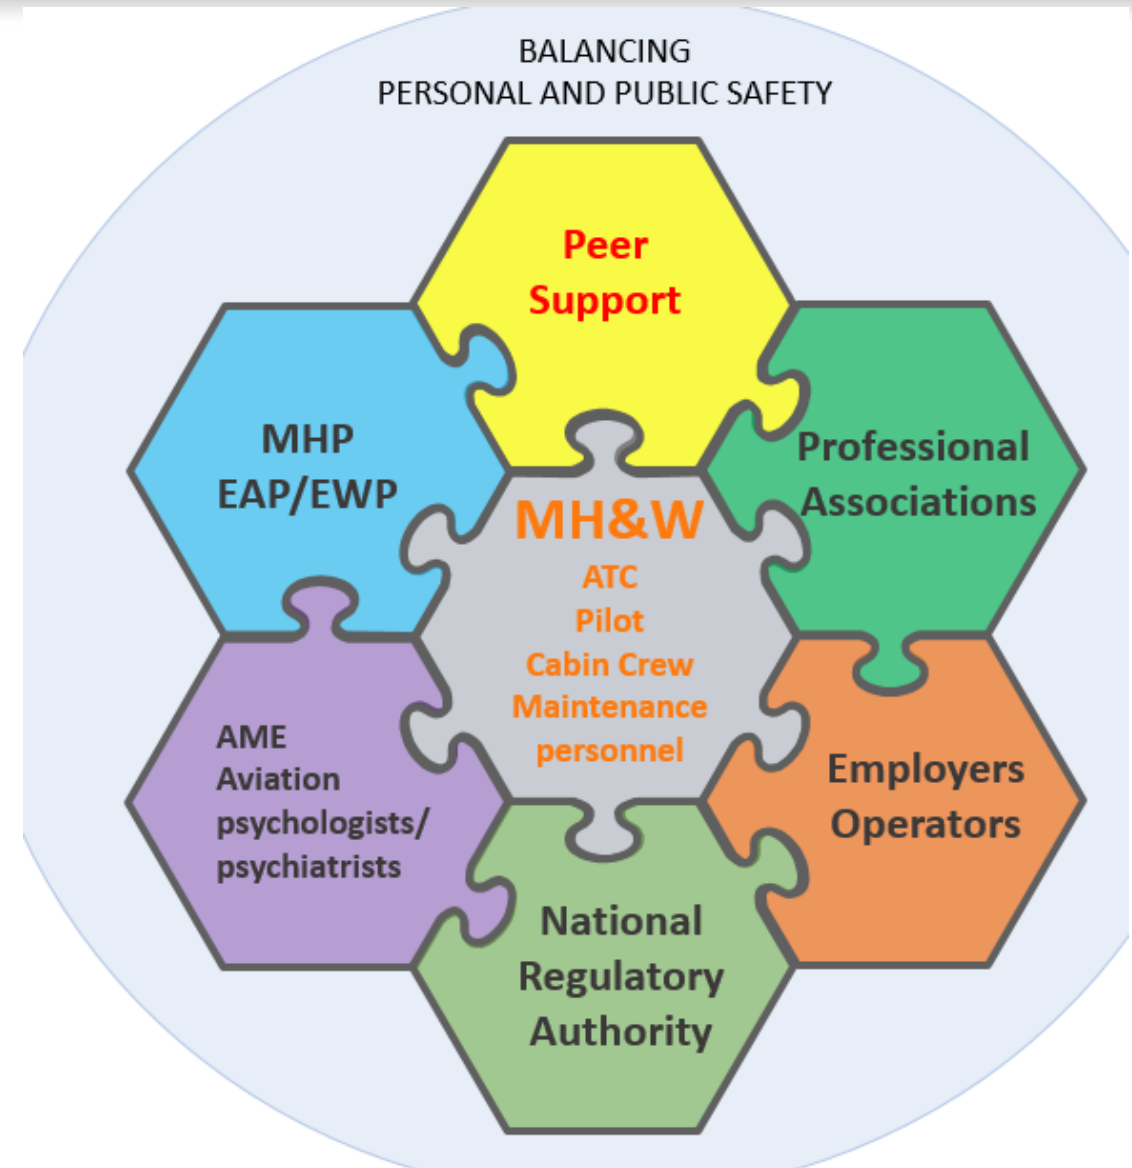 BALANCING
PERSONAL AND PUBLIC SAFETY
Peer
Support
MHP
EAP/EWP
Professional
Associations
MH&W
ATC
Pilot
Cabin Crew
Maintenance
personnel
AME
Aviation
psychologists/
psychiatrists
Employers
Operators
National
Regulatory
Authority